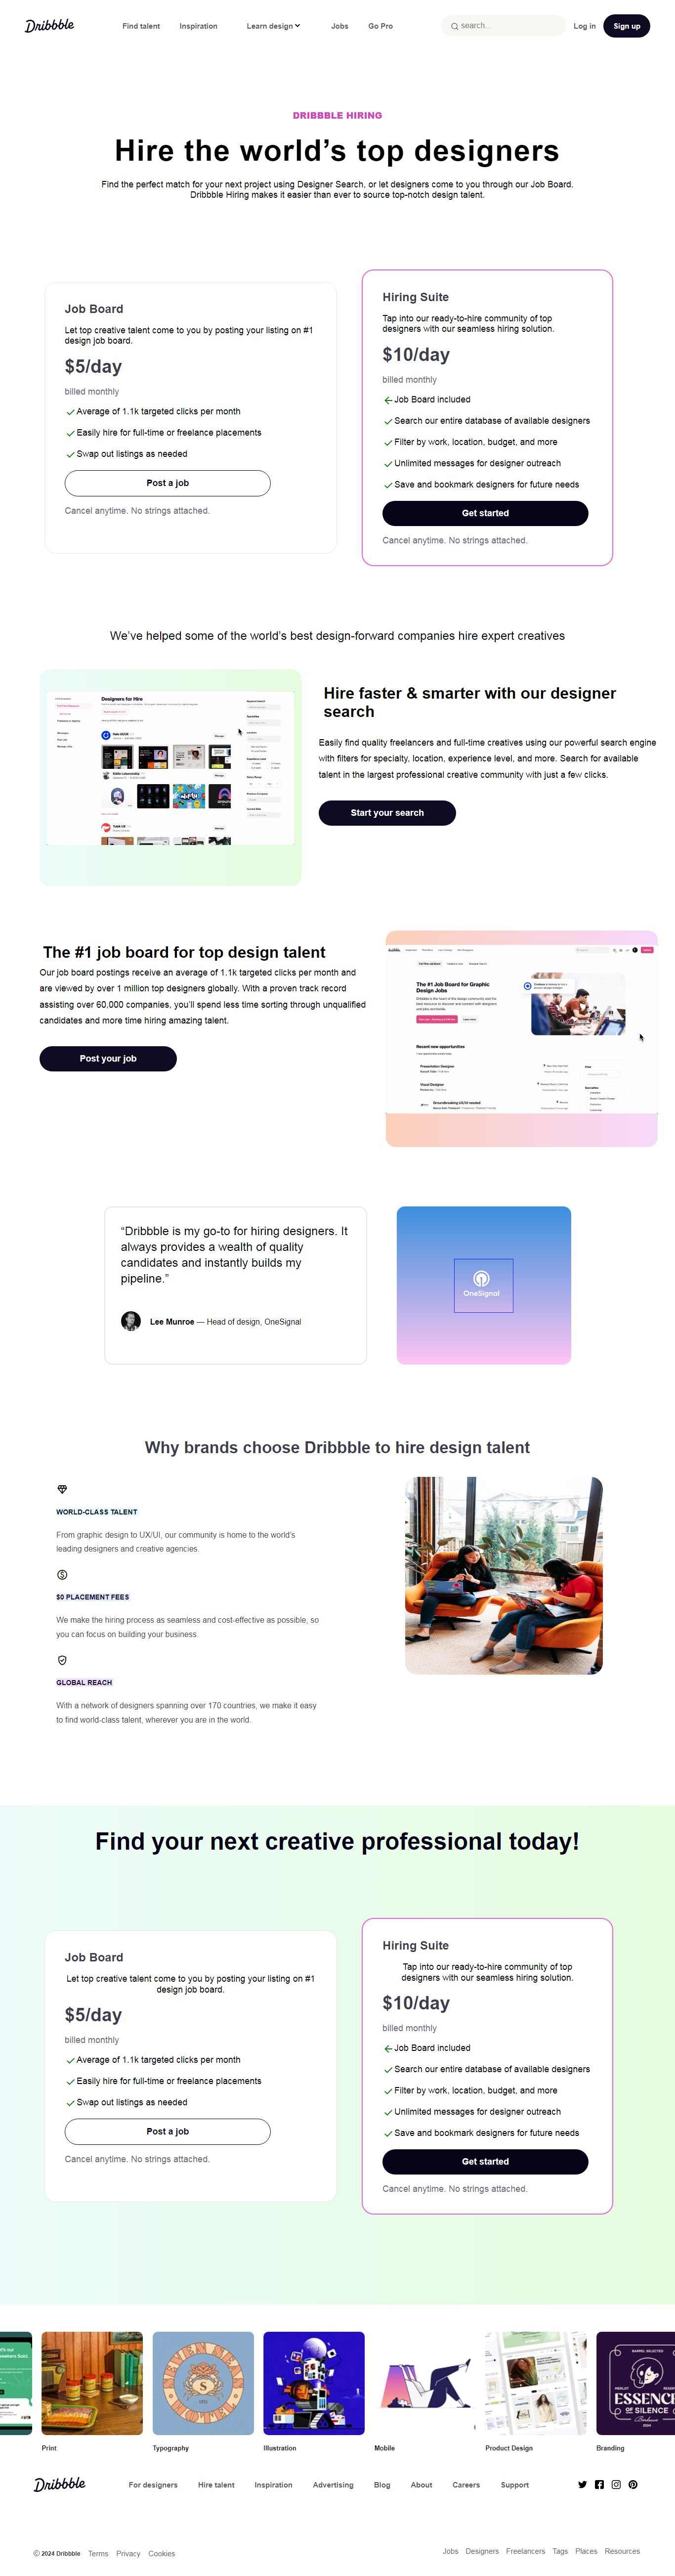 Dribbble
Find talent
Inspiration
Learn design
Jobs
Go Pro
search...
Log in
Sign up
DRIBBBLE HIRING
Hire the world’s top designers
Find the perfect match for your next project using Designer Search, or let designers come to you through our Job Board.
Dribbble Hiring makes it easier than ever to source top-notch design talent.
Job Board
Let top creative talent come to you by posting your listing on #1
design job board.
$5/day
billed monthly
Average of 1.1k targeted clicks per month
Easily hire for full-time or freelance placements
Swap out listings as needed
Post a job
Cancel anytime. No strings attached.
Hiring Suite
Tap into our ready-to-hire community of top
designers with our seamless hiring solution.
$10/day
billed monthly
Job Board included
Search our entire database of available designers
Filter by work, location, budget, and more
Unlimited messages for designer outreach
Save and bookmark designers for future needs
Get started
Cancel anytime. No strings attached.
We’ve helped some of the world’s best design-forward companies hire expert creatives
Designers for Hire
Hire faster & smarter with our designer
search
Easily find quality freelancers and full-time creatives using our powerful search engine
with filters for specialty, location, experience level, and more. Search for available
talent in the largest professional creative community with just a few clicks.
Start your search
The #1 job board for top design talent
Our job board postings receive an average of 1.1k targeted clicks per month and
are viewed by over 1 million top designers globally. With a proven track record
assisting over 60,000 companies, you’ll spend less time sorting through unqualified
candidates and more time hiring amazing talent.
Post your job
The #1 Job Board for Graphic
Design Jobs
Recent new opportunities
Presentation Designer
Visual Designer
Groundbreaking UX/UI needed
“Dribbble is my go-to for hiring designers. It
always provides a wealth of quality
candidates and instantly builds my
pipeline.”
Lee Munroe — Head of design, OneSignal
OneSignal
Why brands choose Dribbble to hire design talent
WORLD-CLASS TALENT
From graphic design to UX/UI, our community is home to the world’s
leading designers and creative agencies.
$0 PLACEMENT FEES
We make the hiring process as seamless and cost-effective as possible, so
you can focus on building your business.
GLOBAL REACH
With a network of designers spanning over 170 countries, we make it easy
to find world-class talent, wherever you are in the world.
Find your next creative professional today!
Job Board
Let top creative talent come to you by posting your listing on #1
design job board.
$5/day
billed monthly
Average of 1.1k targeted clicks per month
Easily hire for full-time or freelance placements
Swap out listings as needed
Post a job
Cancel anytime. No strings attached.
Hiring Suite
Tap into our ready-to-hire community of top
designers with our seamless hiring solution.
$10/day
billed monthly
Job Board included
Search our entire database of available designers
Filter by work, location, budget, and more
Unlimited messages for designer outreach
Save and bookmark designers for future needs
Get started
Cancel anytime. No strings attached.
S
ESSENCE
OF SILENCE
Print
Typography
Illustration
Mobile
Product Design
Branding
Dribbble
For designers
Hire talent
Inspiration
Advertising
Blog
About
Careers
Support
© 2024 Dribbble
Terms
Privacy
Cookies
Jobs
Designers
Freelancers
Tags
Places
Resources